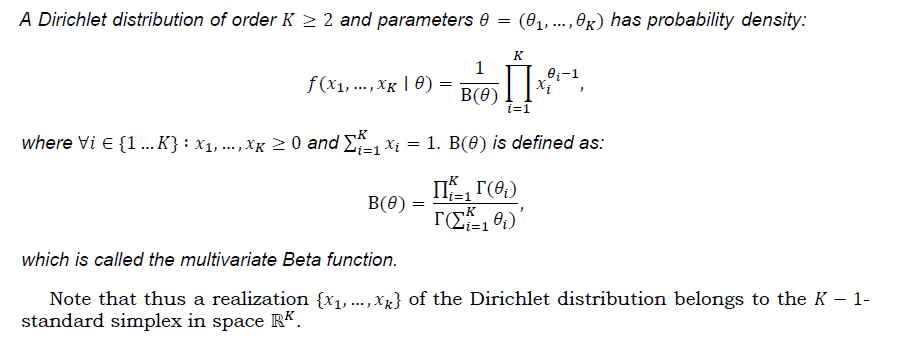 A Dirichlet distribution of order K ≥ 2 and parameters θ = (θ₁, ..., θ_K) has probability density:
f(x₁, ..., x_K | θ) = 1/B(θ) ∏_{i=1}^{K} x_i^{θ_i−1},
where ∀i ∈ {1 ... K} : x₁, ..., x_K ≥ 0 and ∑_{i=1}^{K} x_i = 1. B(θ) is defined as:
B(θ) = ∏_{i=1}^{K} Γ(θ_i) / Γ(∑_{i=1}^{K} θ_i),
which is called the multivariate Beta function.
Note that thus a realization {x₁, ..., x_k} of the Dirichlet distribution belongs to the K − 1-
standard simplex in space ℝ^K.